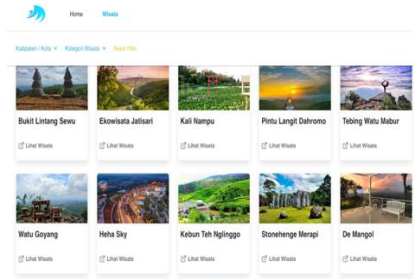 Home Wisata
Kabupaten / Kota Kategori Wisata Reset Filter
Bukit Lintang Sewu Ekowisata Jatisari Kali Nampu Pintu Langit Dahromo Tebing Watu Mabur
Lihat Wisata Lihat Wisata Lihat Wisata Lihat Wisata Lihat Wisata
Watu Goyang Heha Sky Kebun Teh Nglinggo Stonehenge Merapi De Mangol
Lihat Wisata Lihat Wisata Lihat Wisata Lihat Wisata Lihat Wisata